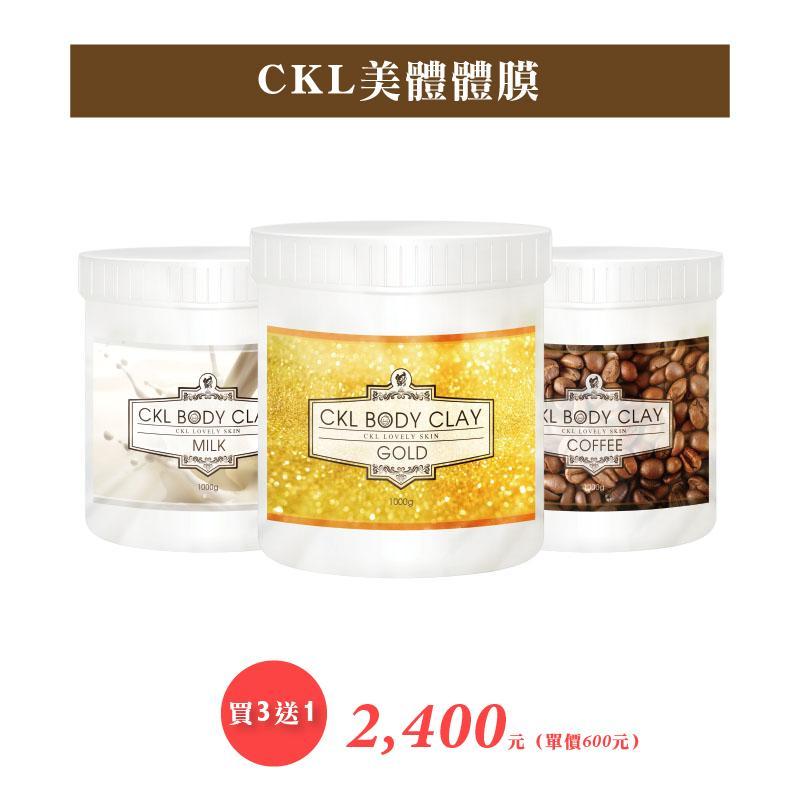 CKL美體體膜
CKL BODY CLA
CKL LOVELY SKIN
MILK
1000g
CKL BODY CLAY
CKL LOVELY SKIN
GOLD
1000g
KL BODY CLAY
CKL LOVELY SKIN
COFFEE
1000g
買3送1
2,400元（單價600元）